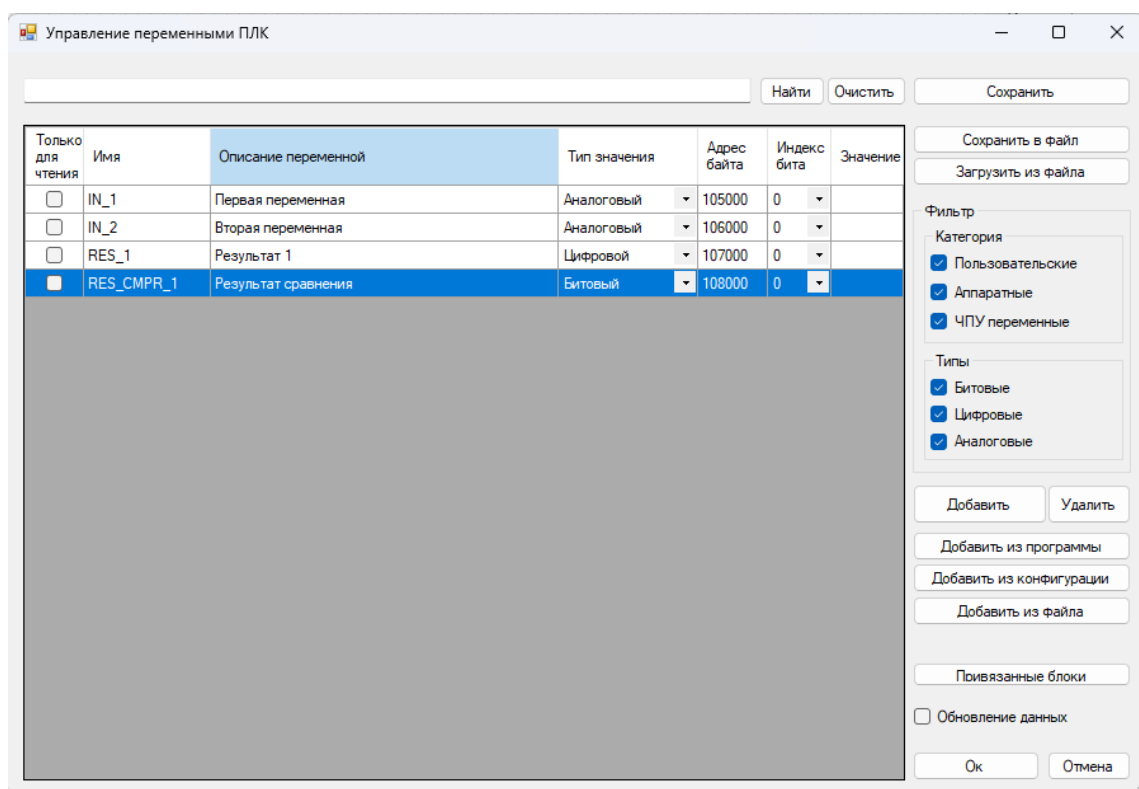 Управление переменными ПЛК
Найти Очистить Сохранить
Только для чтения Имя Описание переменной Тип значения Адрес байта Индекс бита Значение
IN_1 Первая переменная Аналоговый 105000 0
IN_2 Вторая переменная Аналоговый 106000 0
RES_1 Результат 1 Цифровой 107000 0
RES_CMPR_1 Результат сравнения Битовый 108000 0
Сохранить в файл
Загрузить из файла
Фильтр
Категория
Пользовательские
Аппаратные
ЧПУ переменные
Типы
Битовые
Цифровые
Аналоговые
Добавить Удалить
Добавить из программы
Добавить из конфигурации
Добавить из файла
Привязанные блоки
Обновление данных
Ок Отмена